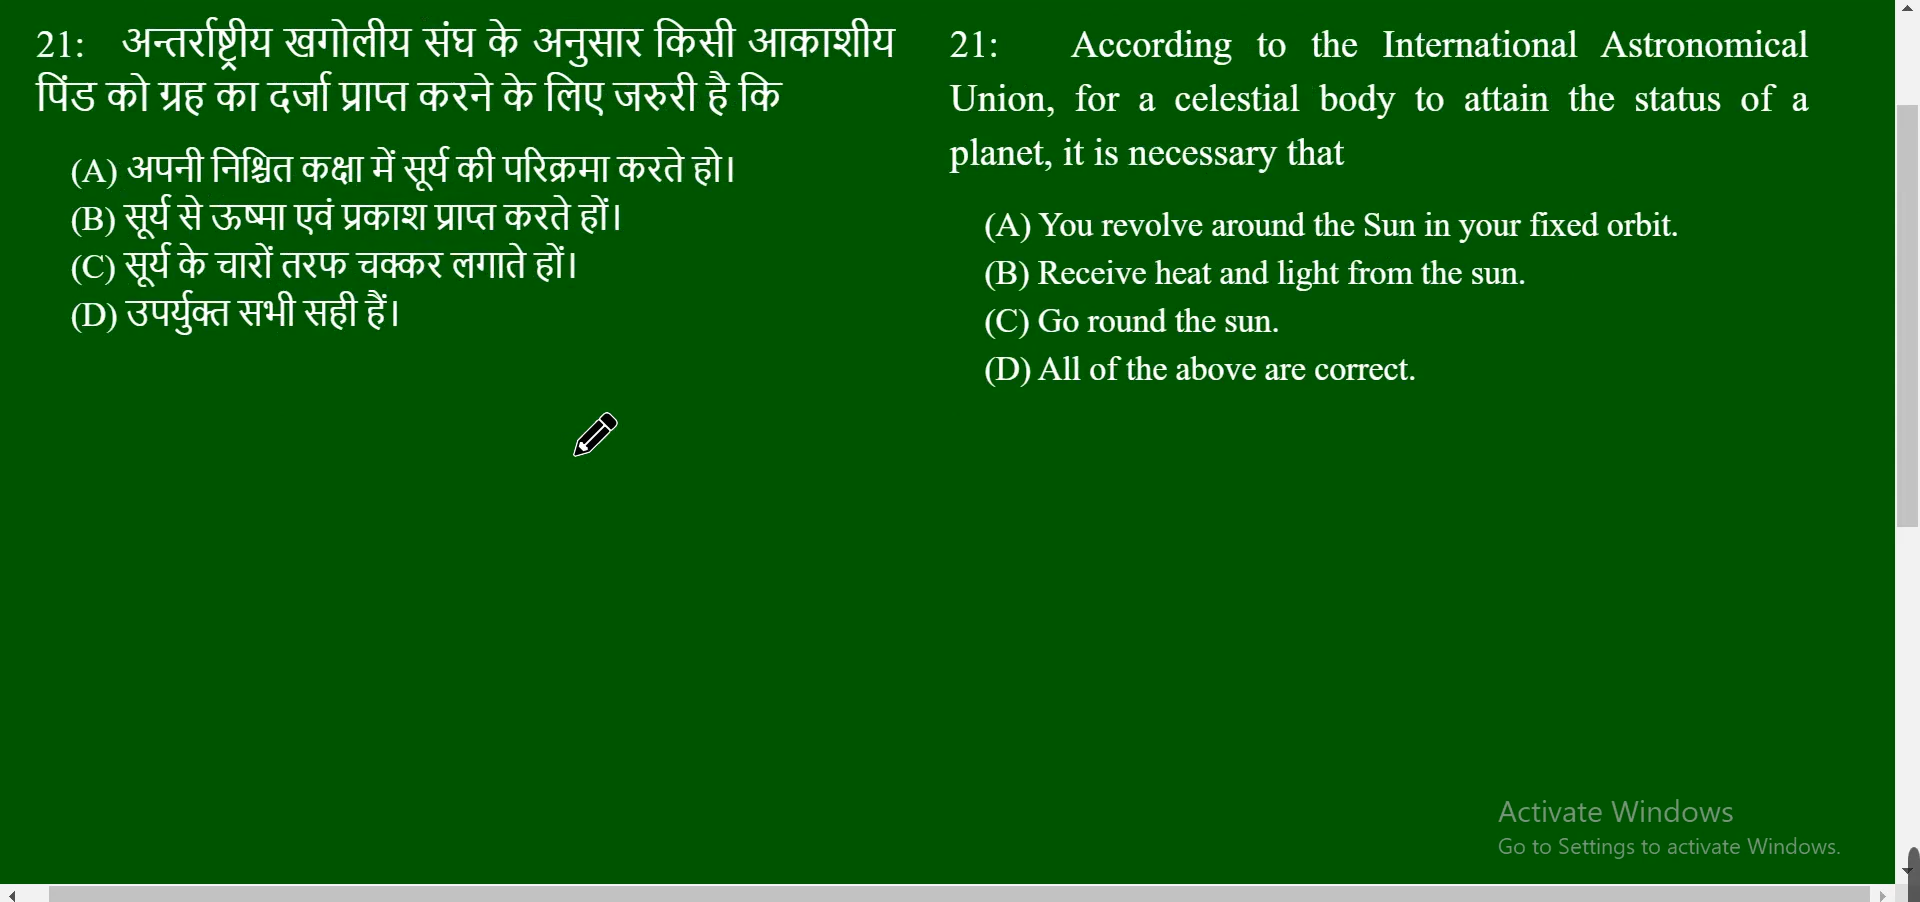 21: अन्तर्राष्ट्रीय खगोलीय संघ के अनुसार किसी आकाशीय
पिंड को ग्रह का दर्जा प्राप्त करने के लिए जरुरी है कि
(A) अपनी निश्चित कक्षा में सूर्य की परिक्रमा करते हो।
(B) सूर्य से ऊष्मा एवं प्रकाश प्राप्त करते हों।
(C) सूर्य के चारों तरफ चक्कर लगाते हों।
(D) उपर्युक्त सभी सही हैं।
21: According to the International Astronomical
Union, for a celestial body to attain the status of a
planet, it is necessary that
(A) You revolve around the Sun in your fixed orbit.
(B) Receive heat and light from the sun.
(C) Go round the sun.
(D) All of the above are correct.
Activate Windows
Go to Settings to activate Windows.